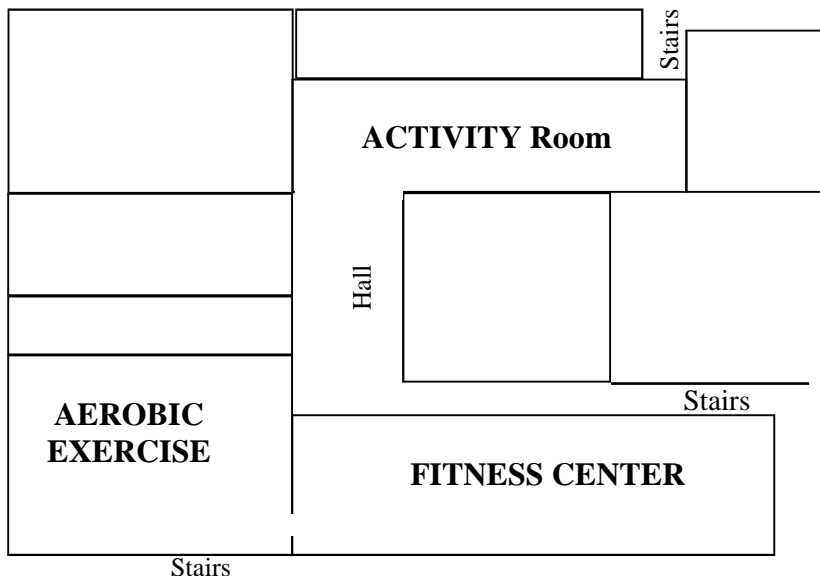 Stairs
ACTIVITY Room
Hall
Stairs
AEROBIC
EXERCISE
FITNESS CENTER
Stairs